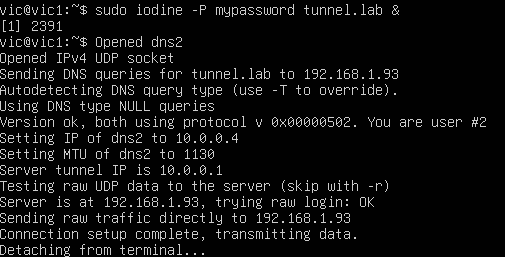 vic@vic1:~$ sudo iodine -P mypassword tunnel.lab &
[1] 2391
vic@vic1:~$ Opened dns2
Opened IPv4 UDP socket
Sending DNS queries for tunnel.lab to 192.168.1.93
Autodetecting DNS query type (use -T to override).
Using DNS type NULL queries
Version ok, both using protocol v 0x00000502. You are user #2
Setting IP of dns2 to 10.0.0.4
Setting MTU of dns2 to 1130
Server tunnel IP is 10.0.0.1
Testing raw UDP data to the server (skip with -r)
Server is at 192.168.1.93, trying raw login: OK
Sending raw traffic directly to 192.168.1.93
Connection setup complete, transmitting data.
Detaching from terminal...